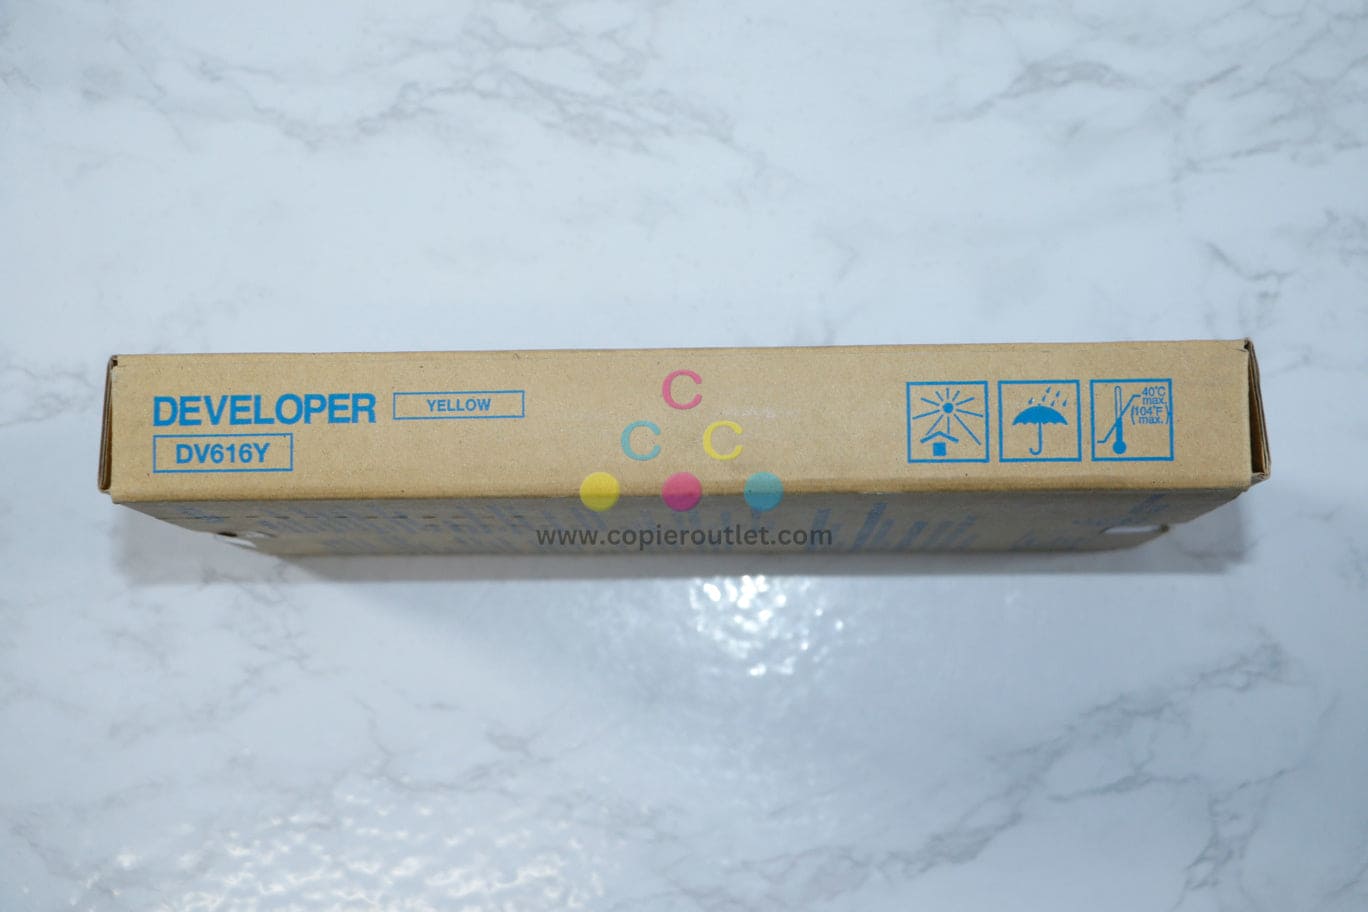 DEVELOPER
YELLOW
DV616Y
40°C
max.
(104°F
max.)
C
C C
www.copieroutlet.com